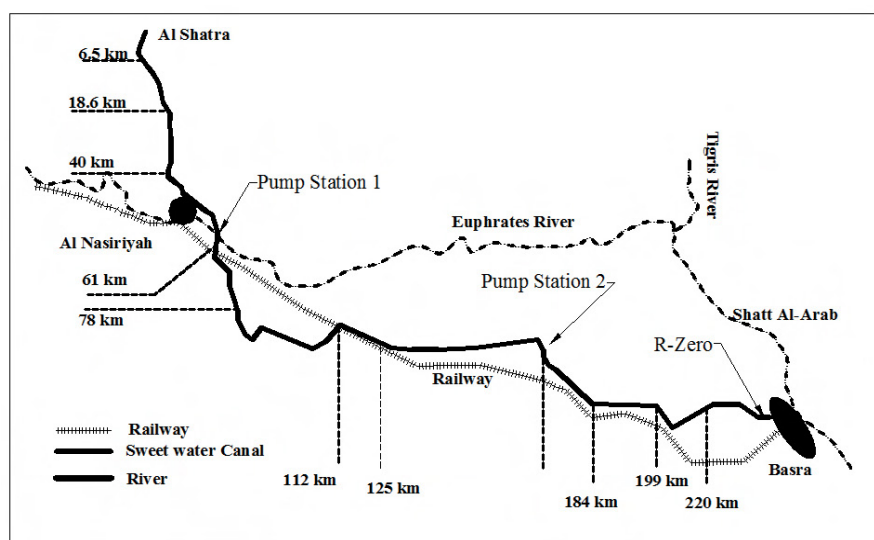 Al Shatra
6.5 km
18.6 km
40 km
Pump Station 1
Tigris River
Euphrates River
Al Nasiriyah
61 km
Pump Station 2
78 km
Shatt Al-Arab
R-Zero
Railway
Railway
Sweet water Canal
River
112 km
125 km
184 km
199 km
220 km
Basra